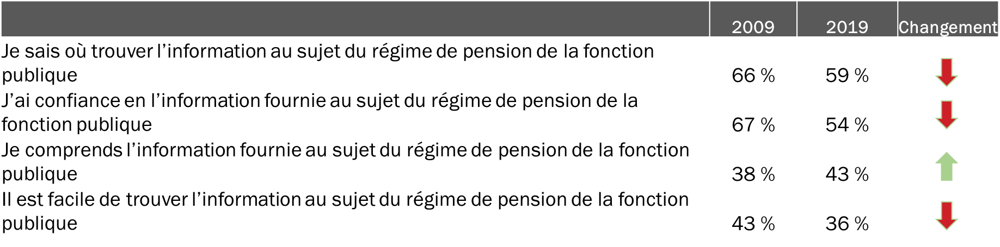 2009 2019 Changement
Je sais où trouver l’information au sujet du régime de pension de la fonction
publique 66 % 59 %
J’ai confiance en l’information fournie au sujet du régime de pension de la
fonction publique 67 % 54 %
Je comprends l’information fournie au sujet du régime de pension de la fonction
publique 38 % 43 %
Il est facile de trouver l’information au sujet du régime de pension de la fonction
publique 43 % 36 %